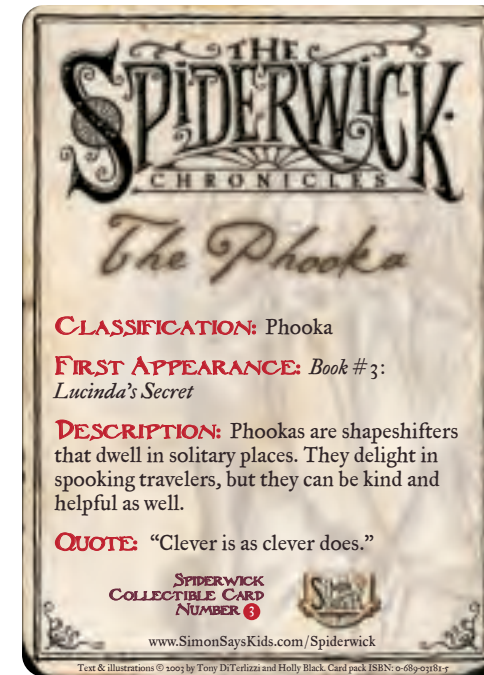 THE
SPIDERWICK
CHRONICLES
The Phooka
CLASSIFICATION: Phooka
FIRST APPEARANCE: Book #3:
Lucinda's Secret
DESCRIPTION: Phookas are shapeshifters
that dwell in solitary places. They delight in
spooking travelers, but they can be kind and
helpful as well.
QUOTE: “Clever is as clever does.”
SPIDERWICK
COLLECTIBLE CARD
NUMBER 3
www.SimonSaysKids.com/Spiderwick
Text & illustrations © 2003 by Tony DiTerlizzi and Holly Black. Card pack ISBN: 0-689-03181-5